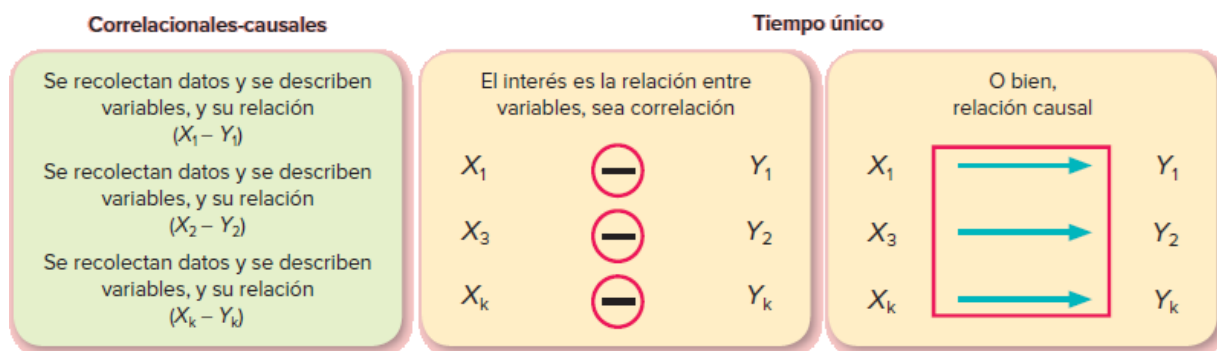 Correlacionales-causales
Se recolectan datos y se describen
variables, y su relación
(X₁ – Y₁)
Se recolectan datos y se describen
variables, y su relación
(X₂ – Y₂)
Se recolectan datos y se describen
variables, y su relación
(Xₖ – Yₖ)
Tiempo único
El interés es la relación entre
variables, sea correlación
X₁ – Y₁
X₃ – Y₂
Xₖ – Yₖ
O bien,
relación causal
X₁ Y₁
X₃ Y₂
Xₖ Yₖ